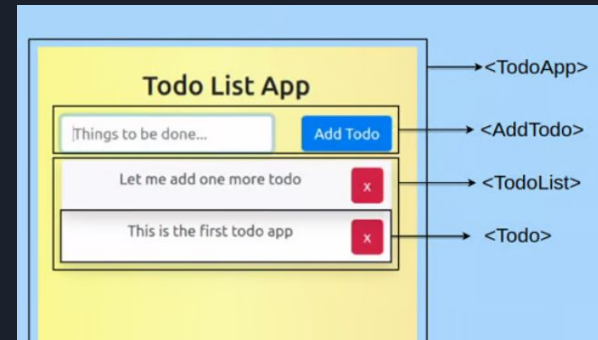 Todo List App
<TodoApp>
Things to be done...
Add Todo
<AddTodo>
Let me add one more todo
x
<TodoList>
This is the first todo app
x
<Todo>